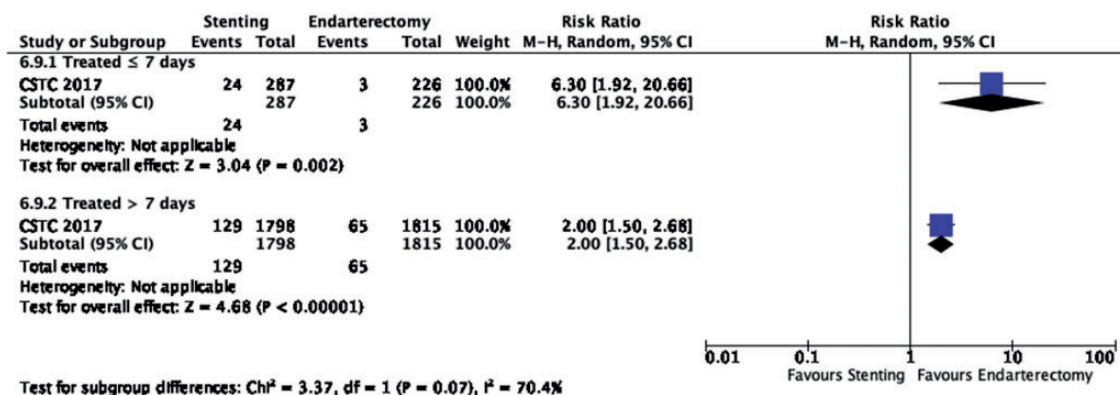 Stenting Endarterectomy Risk Ratio Risk Ratio
Study or Subgroup Events Total Events Total Weight M-H, Random, 95% CI M-H, Random, 95% CI
6.9.1 Treated ≤ 7 days
CSTC 2017 24 287 3 226 100.0% 6.30 [1.92, 20.66]
Subtotal (95% CI) 287 226 100.0% 6.30 [1.92, 20.66]
Total events 24 3
Heterogeneity: Not applicable
Test for overall effect: Z = 3.04 (P = 0.002)
6.9.2 Treated > 7 days
CSTC 2017 129 1798 65 1815 100.0% 2.00 [1.50, 2.68]
Subtotal (95% CI) 1798 1815 100.0% 2.00 [1.50, 2.68]
Total events 129 65
Heterogeneity: Not applicable
Test for overall effect: Z = 4.68 (P < 0.00001)
0.01 0.1 1 10 100
Favours Stenting Favours Endarterectomy
Test for subgroup differences: Chi² = 3.37, df = 1 (P = 0.07), I² = 70.4%